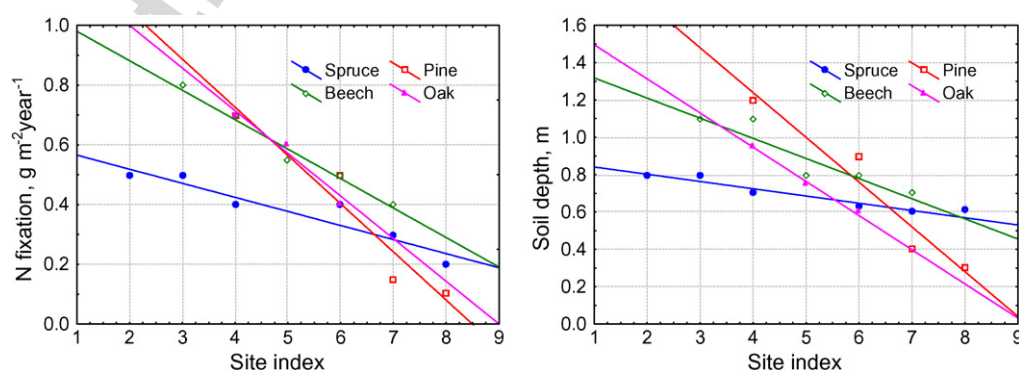 N fixation, g m-2year-1
1.0
0.8
0.6
0.4
0.2
0.0
Spruce Pine
Beech Oak
1 2 3 4 5 6 7 8 9
Site index
Soil depth, m
1.6
1.4
1.2
1.0
0.8
0.6
0.4
0.2
0.0
Spruce Pine
Beech Oak
1 2 3 4 5 6 7 8 9
Site index